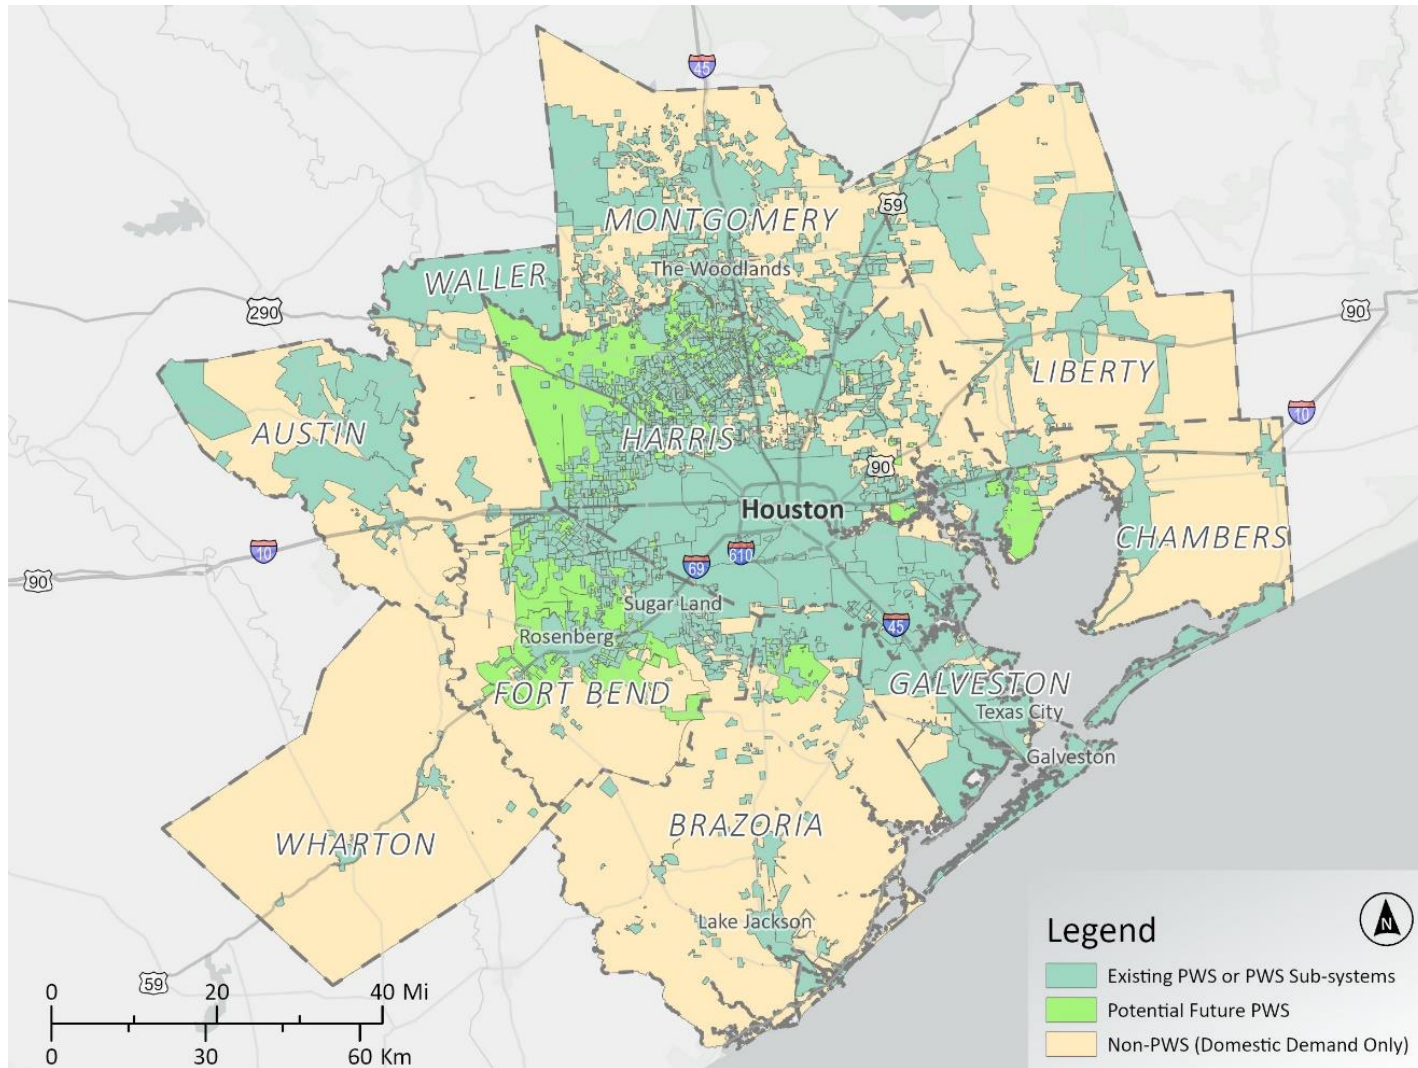 45
59
MONTGOMERY
The Woodlands
WALLER
290
90
LIBERTY
10
AUSTIN
HARRIS
90
Houston
CHAMBERS
10
90
610
69
Sugar Land
45
Rosenberg
FORT BEND
GALVESTON
Texas City
Galveston
BRAZORIA
WHARTON
Lake Jackson
59
0 20 40 Mi
0 30 60 Km
N
Legend
Existing PWS or PWS Sub-systems
Potential Future PWS
Non-PWS (Domestic Demand Only)